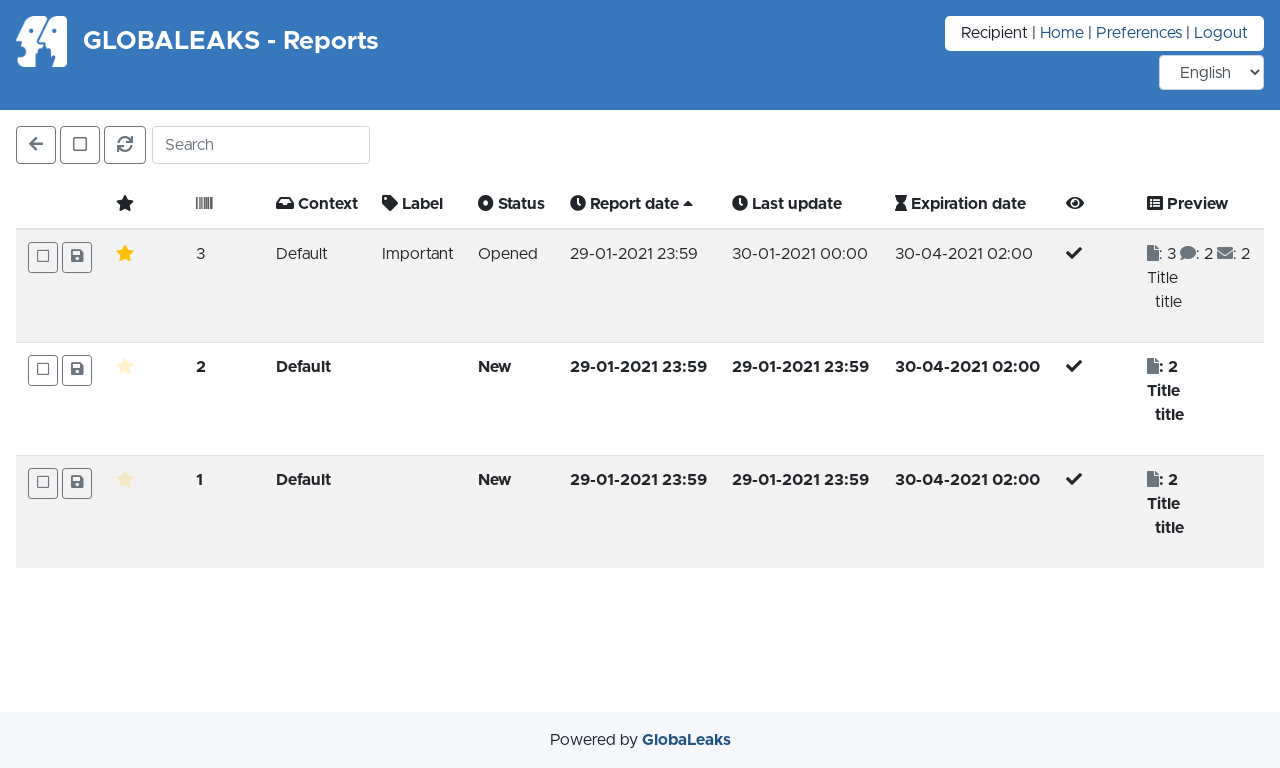 GLOBALEAKS - Reports
Recipient | Home | Preferences | Logout
English
Search
Context Label Status Report date Last update Expiration date Preview
3 Default Important Opened 29-01-2021 23:59 30-01-2021 00:00 30-04-2021 02:00 : 3 : 2 : 2
Title
title
2 Default New 29-01-2021 23:59 29-01-2021 23:59 30-04-2021 02:00 : 2
Title
title
1 Default New 29-01-2021 23:59 29-01-2021 23:59 30-04-2021 02:00 : 2
Title
title
Powered by GlobaLeaks